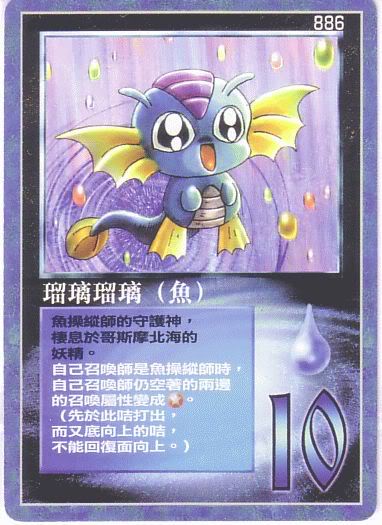 886
瑠璃瑠璃（魚）
魚操縱師的守護神，
棲息於哥斯摩北海的
妖精。
自己召喚師是魚操縱師時，
自己召喚師仍空著的兩邊
的召喚屬性變成　。
（先於此咭打出，
而又底向上的咭，
不能回復面向上。）
10